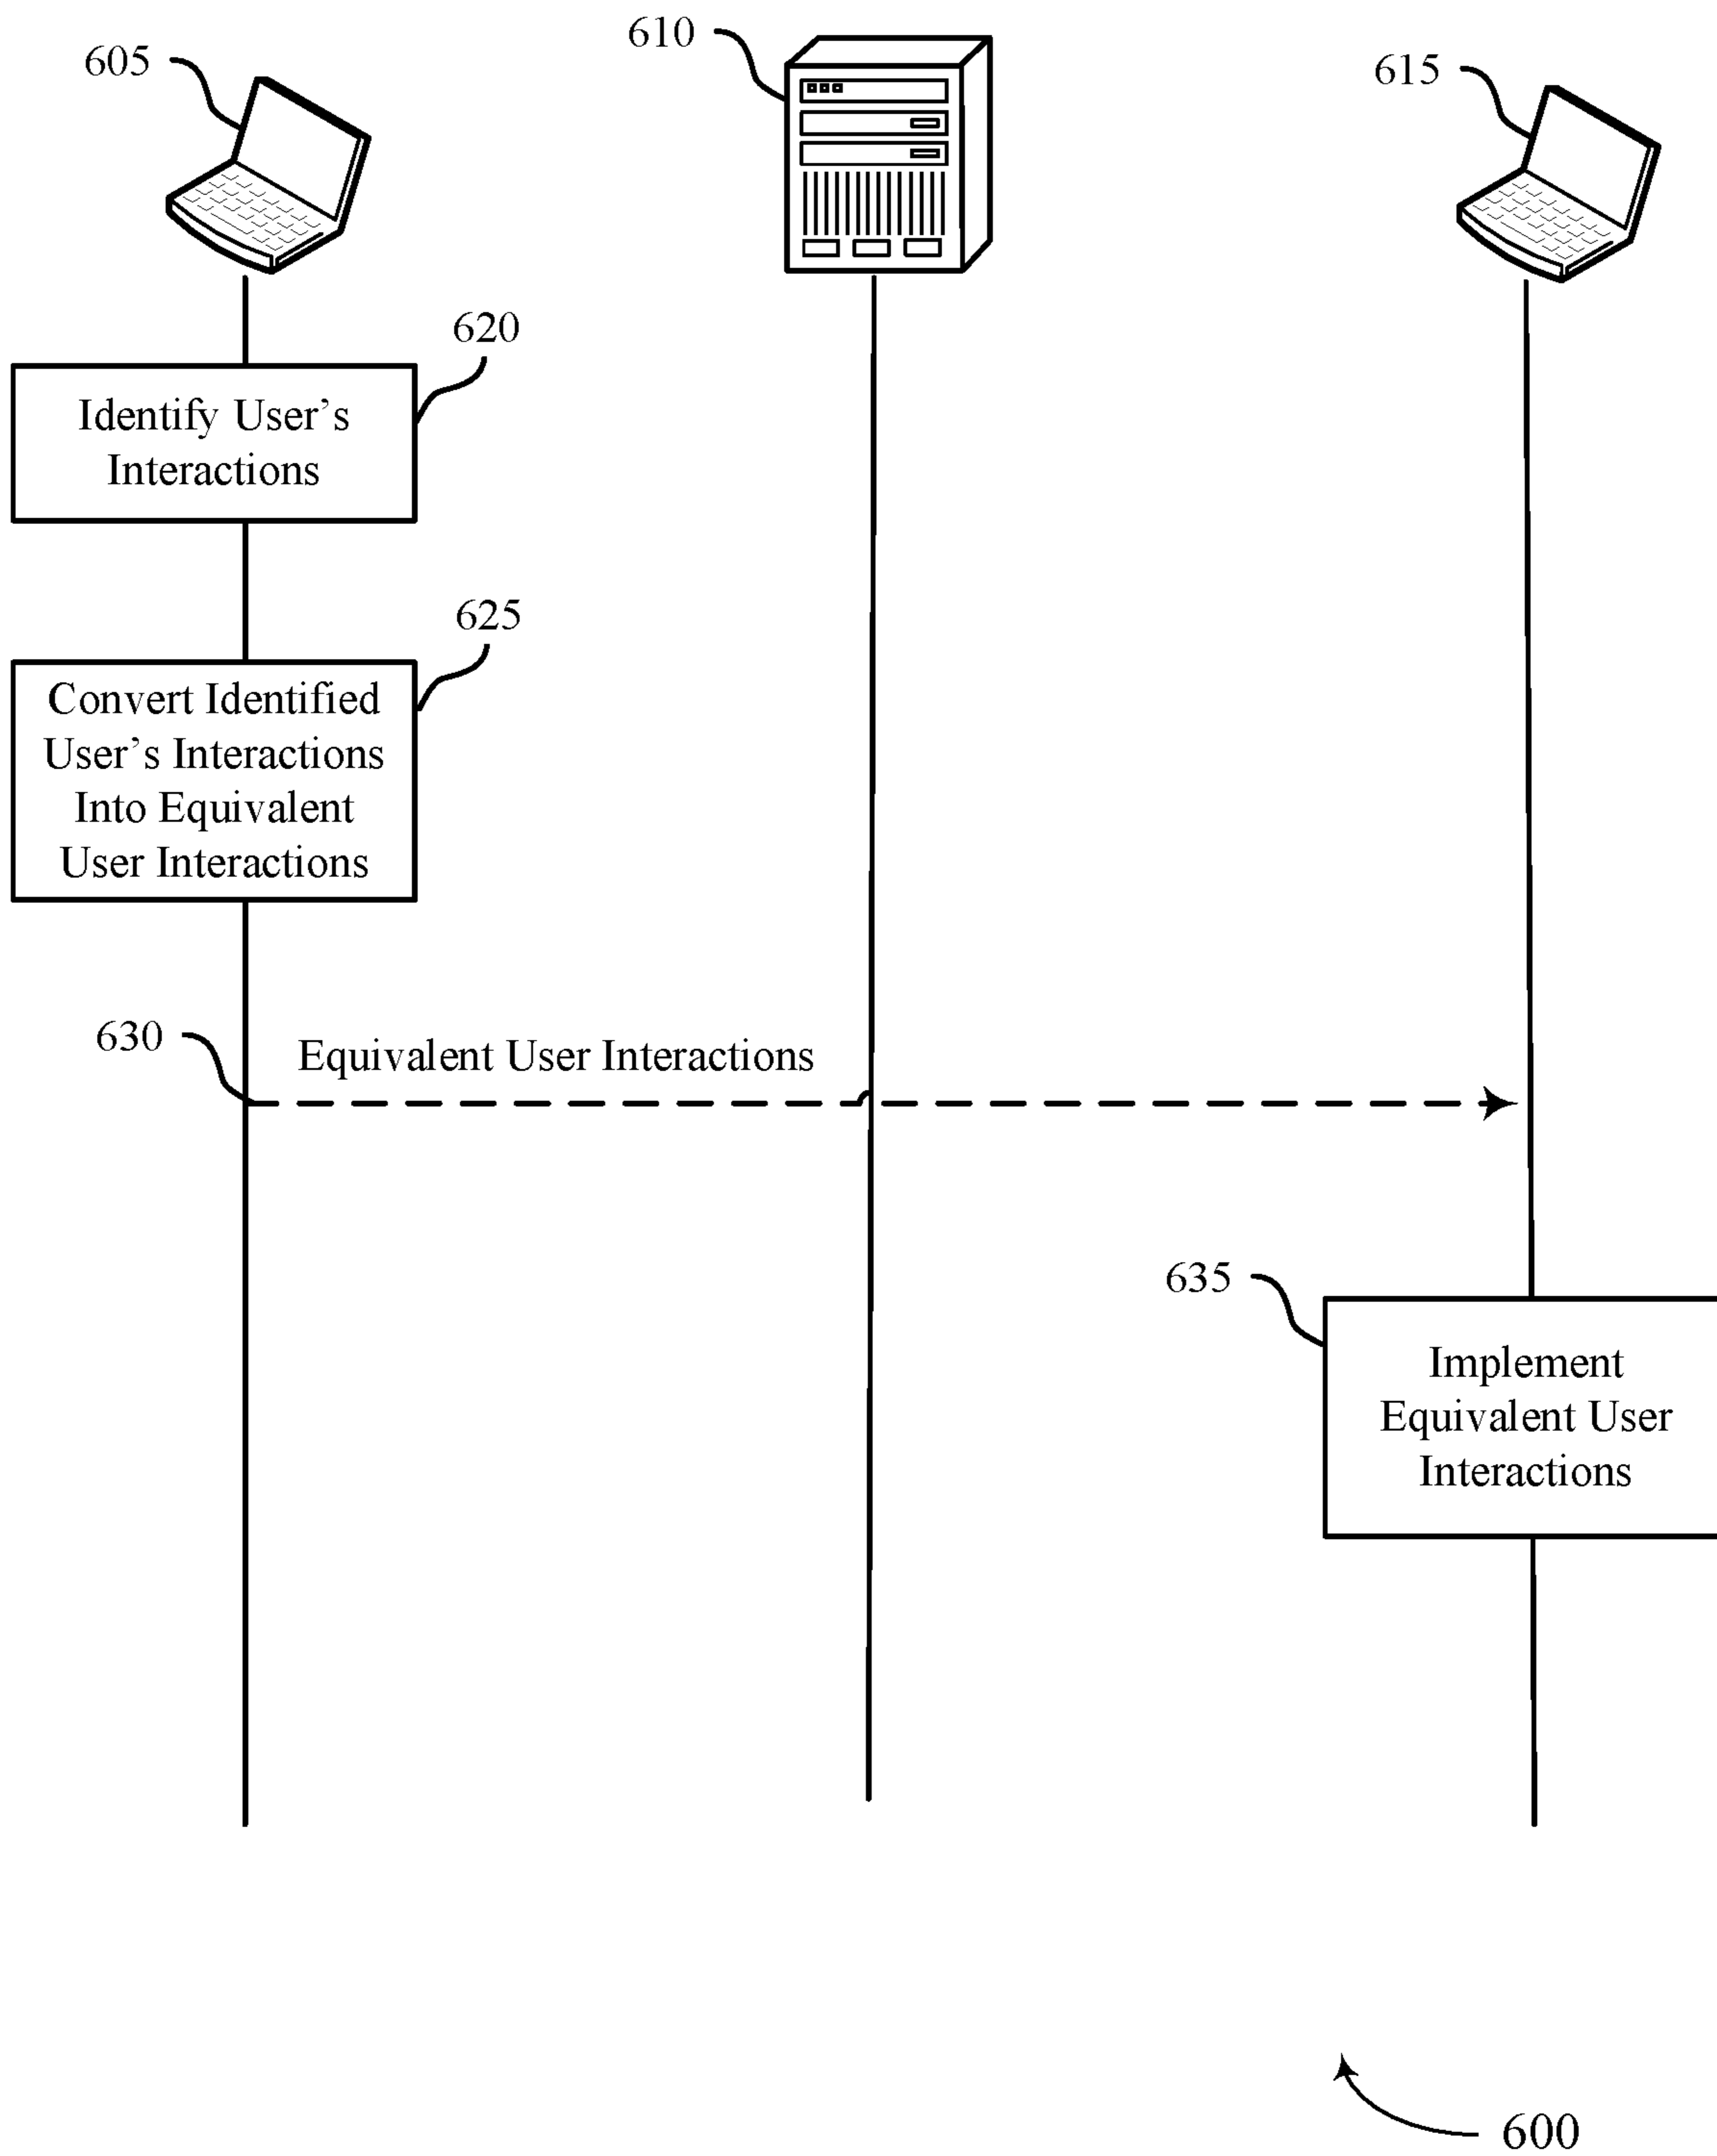 610
605
615
620
Identify User’s
Interactions
625
Convert Identified
User’s Interactions
Into Equivalent
User Interactions
630
Equivalent User Interactions
635
Implement
Equivalent User
Interactions
600